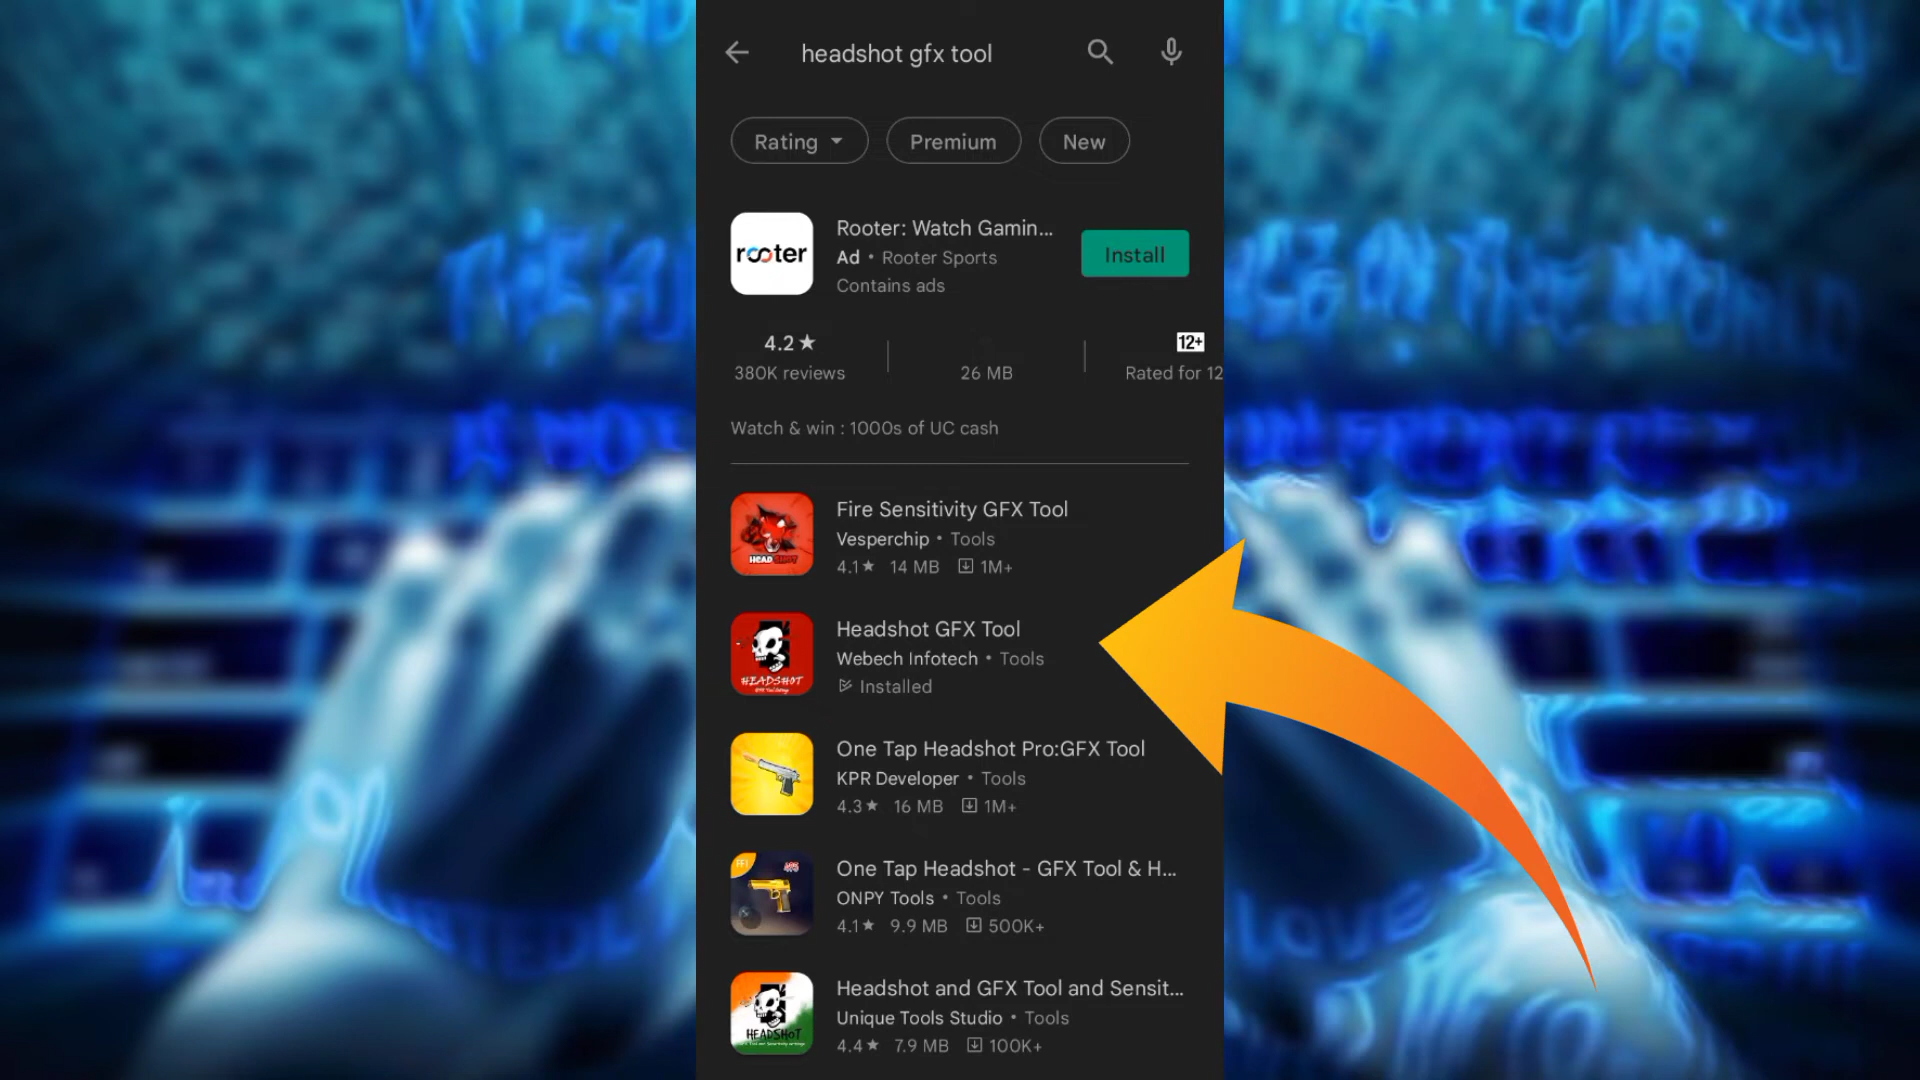 headshot gfx tool
Rating
Premium
New
rooter
Rooter: Watch Gamin...
Ad • Rooter Sports
Contains ads
Install
4.2★
380K reviews
26 MB
12+
Rated for 12
Watch & win : 1000s of UC cash
HEADSHOT
Fire Sensitivity GFX Tool
Vesperchip • Tools
4.1★ 14 MB 1M+
HEADSHOT
Headshot GFX Tool
Webech Infotech • Tools
Installed
One Tap Headshot Pro:GFX Tool
KPR Developer • Tools
4.3★ 16 MB 1M+
One Tap Headshot - GFX Tool & H...
ONPY Tools • Tools
4.1★ 9.9 MB 500K+
HEADSHOT
Headshot and GFX Tool and Sensit...
Unique Tools Studio • Tools
4.4★ 7.9 MB 100K+